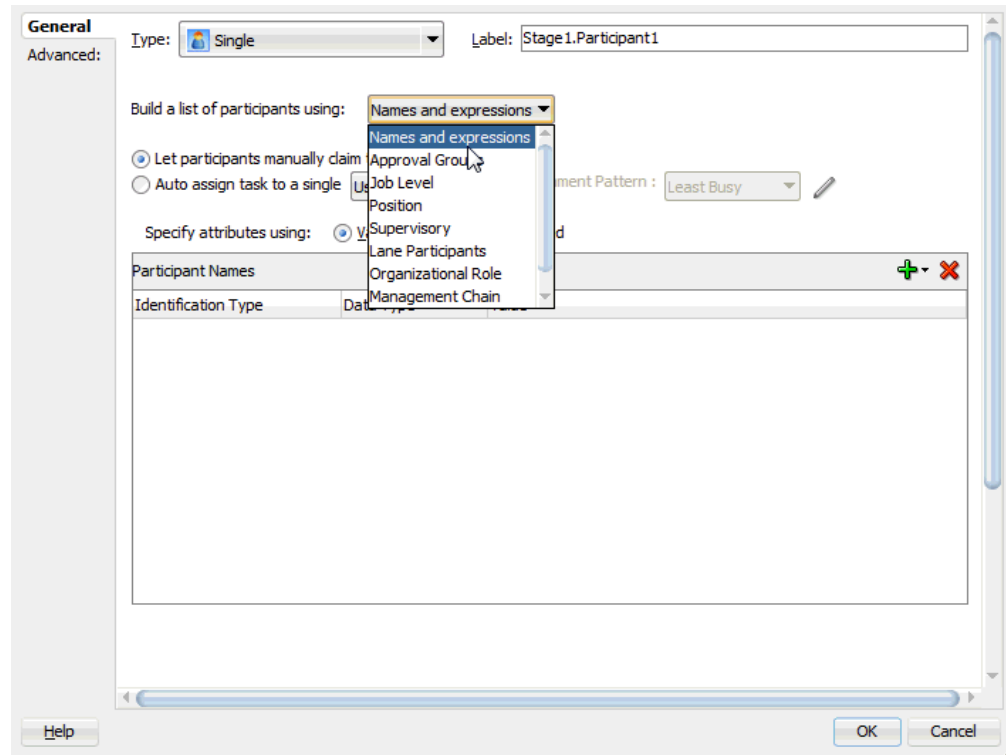 General
Advanced:
Type: Single Label: Stage1.Participant1
Build a list of participants using: Names and expressions
Names and expressions
Let participants manually claim Approval Groups
Auto assign task to a single Job Level ment Pattern : Least Busy
Position
Specify attributes using: Supervisory
Lane Participants
Participant Names Organizational Role
Identification Type Management Chain
Help OK Cancel